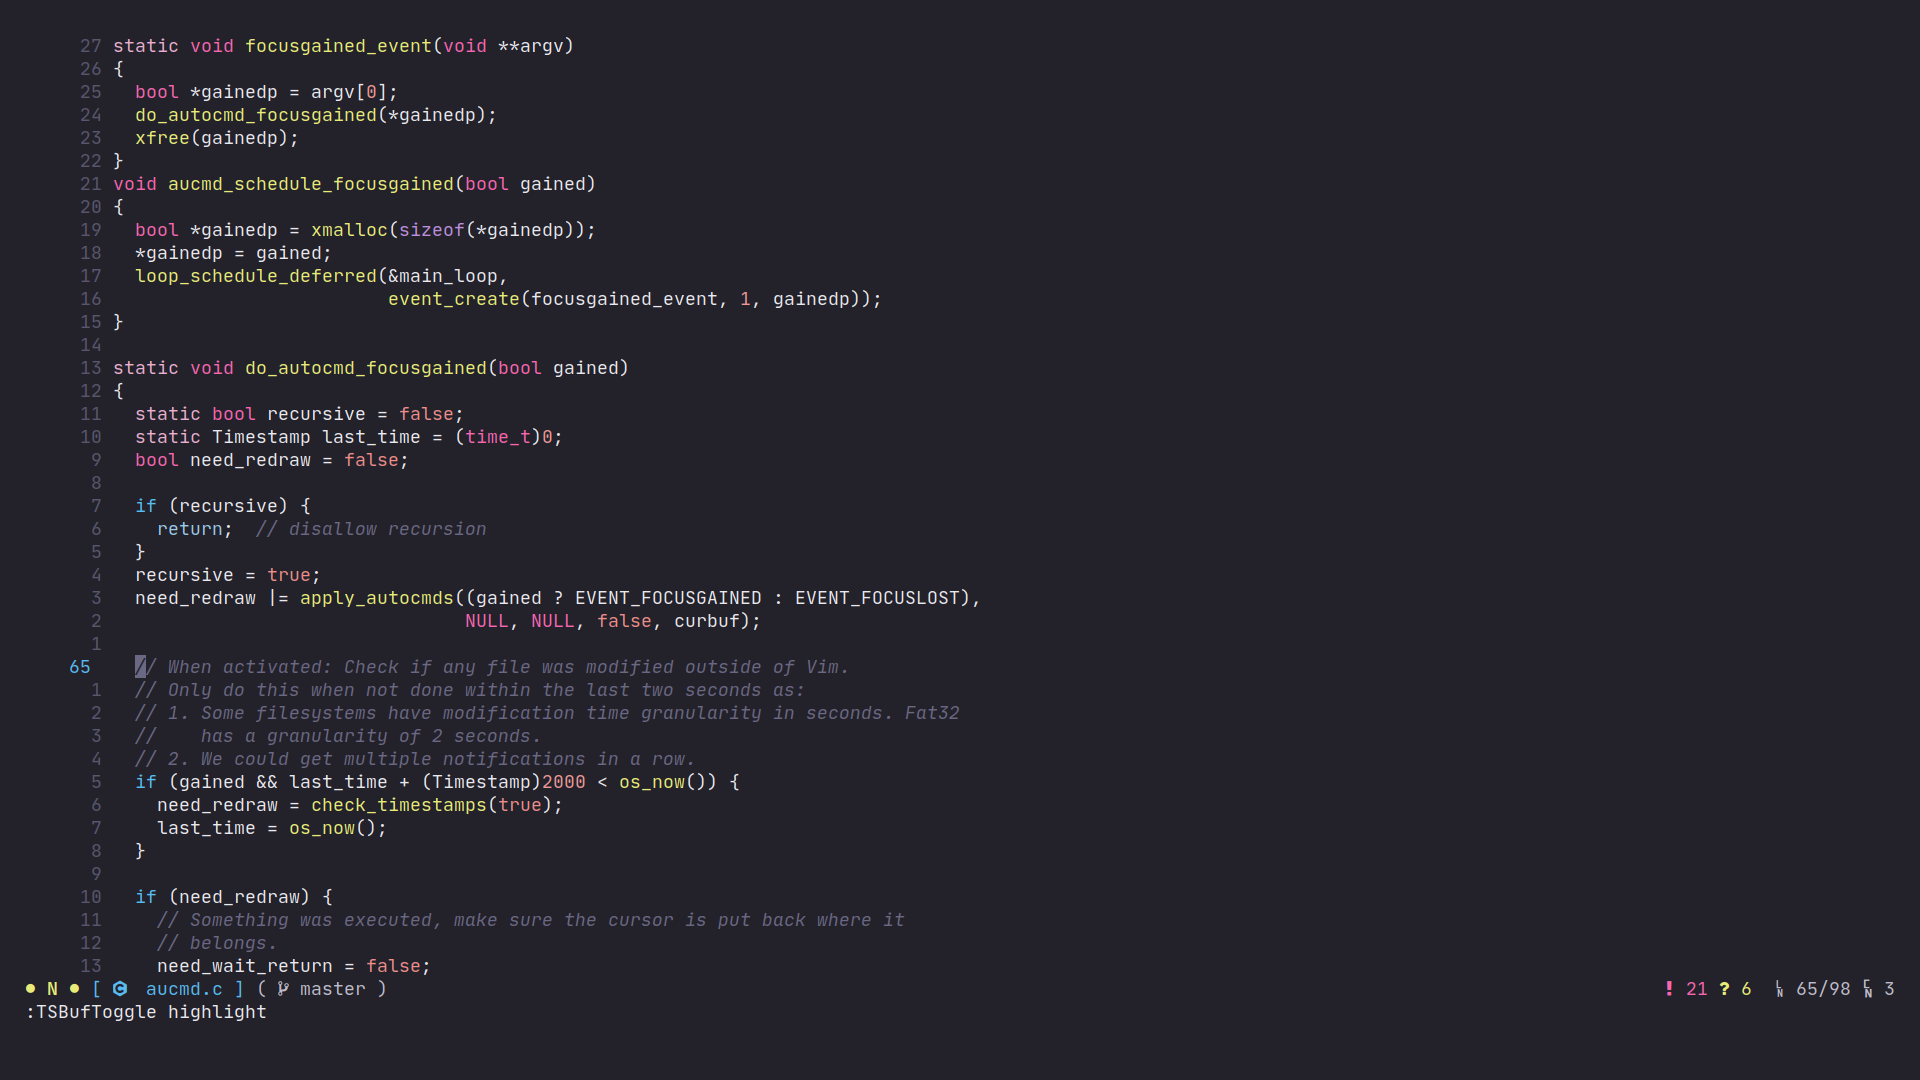 27 static void focusgained_event(void **argv)
26 {
25   bool *gainedp = argv[0];
24   do_autocmd_focusgained(*gainedp);
23   xfree(gainedp);
22 }
21 void aucmd_schedule_focusgained(bool gained)
20 {
19   bool *gainedp = xmalloc(sizeof(*gainedp));
18   *gainedp = gained;
17   loop_schedule_deferred(&main_loop,
16                          event_create(focusgained_event, 1, gainedp));
15 }
14
13 static void do_autocmd_focusgained(bool gained)
12 {
11   static bool recursive = false;
10   static Timestamp last_time = (time_t)0;
 9   bool need_redraw = false;
 8
 7   if (recursive) {
 6     return;  // disallow recursion
 5   }
 4   recursive = true;
 3   need_redraw |= apply_autocmds((gained ? EVENT_FOCUSGAINED : EVENT_FOCUSLOST),
 2                                 NULL, NULL, false, curbuf);
 1
65   // When activated: Check if any file was modified outside of Vim.
 1   // Only do this when not done within the last two seconds as:
 2   // 1. Some filesystems have modification time granularity in seconds. Fat32
 3   //    has a granularity of 2 seconds.
 4   // 2. We could get multiple notifications in a row.
 5   if (gained && last_time + (Timestamp)2000 < os_now()) {
 6     need_redraw = check_timestamps(true);
 7     last_time = os_now();
 8   }
 9
10   if (need_redraw) {
11     // Something was executed, make sure the cursor is put back where it
12     // belongs.
13     need_wait_return = false;
● N ● [ C aucmd.c ] ( master ) ! 21 ? 6 LN 65/98 CN 3
:TSBufToggle highlight